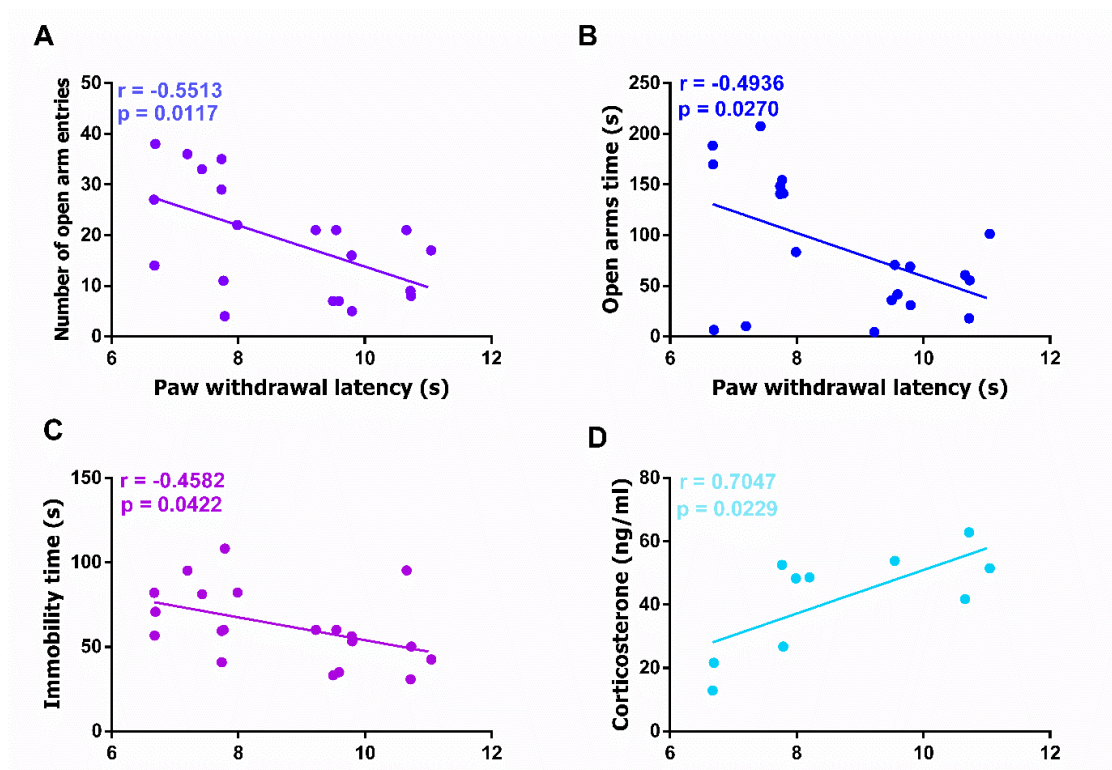 A
r = -0.5513
p = 0.0117
Number of open arm entries
50
40
30
20
10
0
6
8
10
12
Paw withdrawal latency (s)
B
r = -0.4936
p = 0.0270
Open arms time (s)
250
200
150
100
50
0
6
8
10
12
Paw withdrawal latency (s)
C
r = -0.4582
p = 0.0422
Immobility time (s)
150
100
50
0
6
8
10
12
D
r = 0.7047
p = 0.0229
Corticosterone (ng/ml)
80
60
40
20
0
6
8
10
12